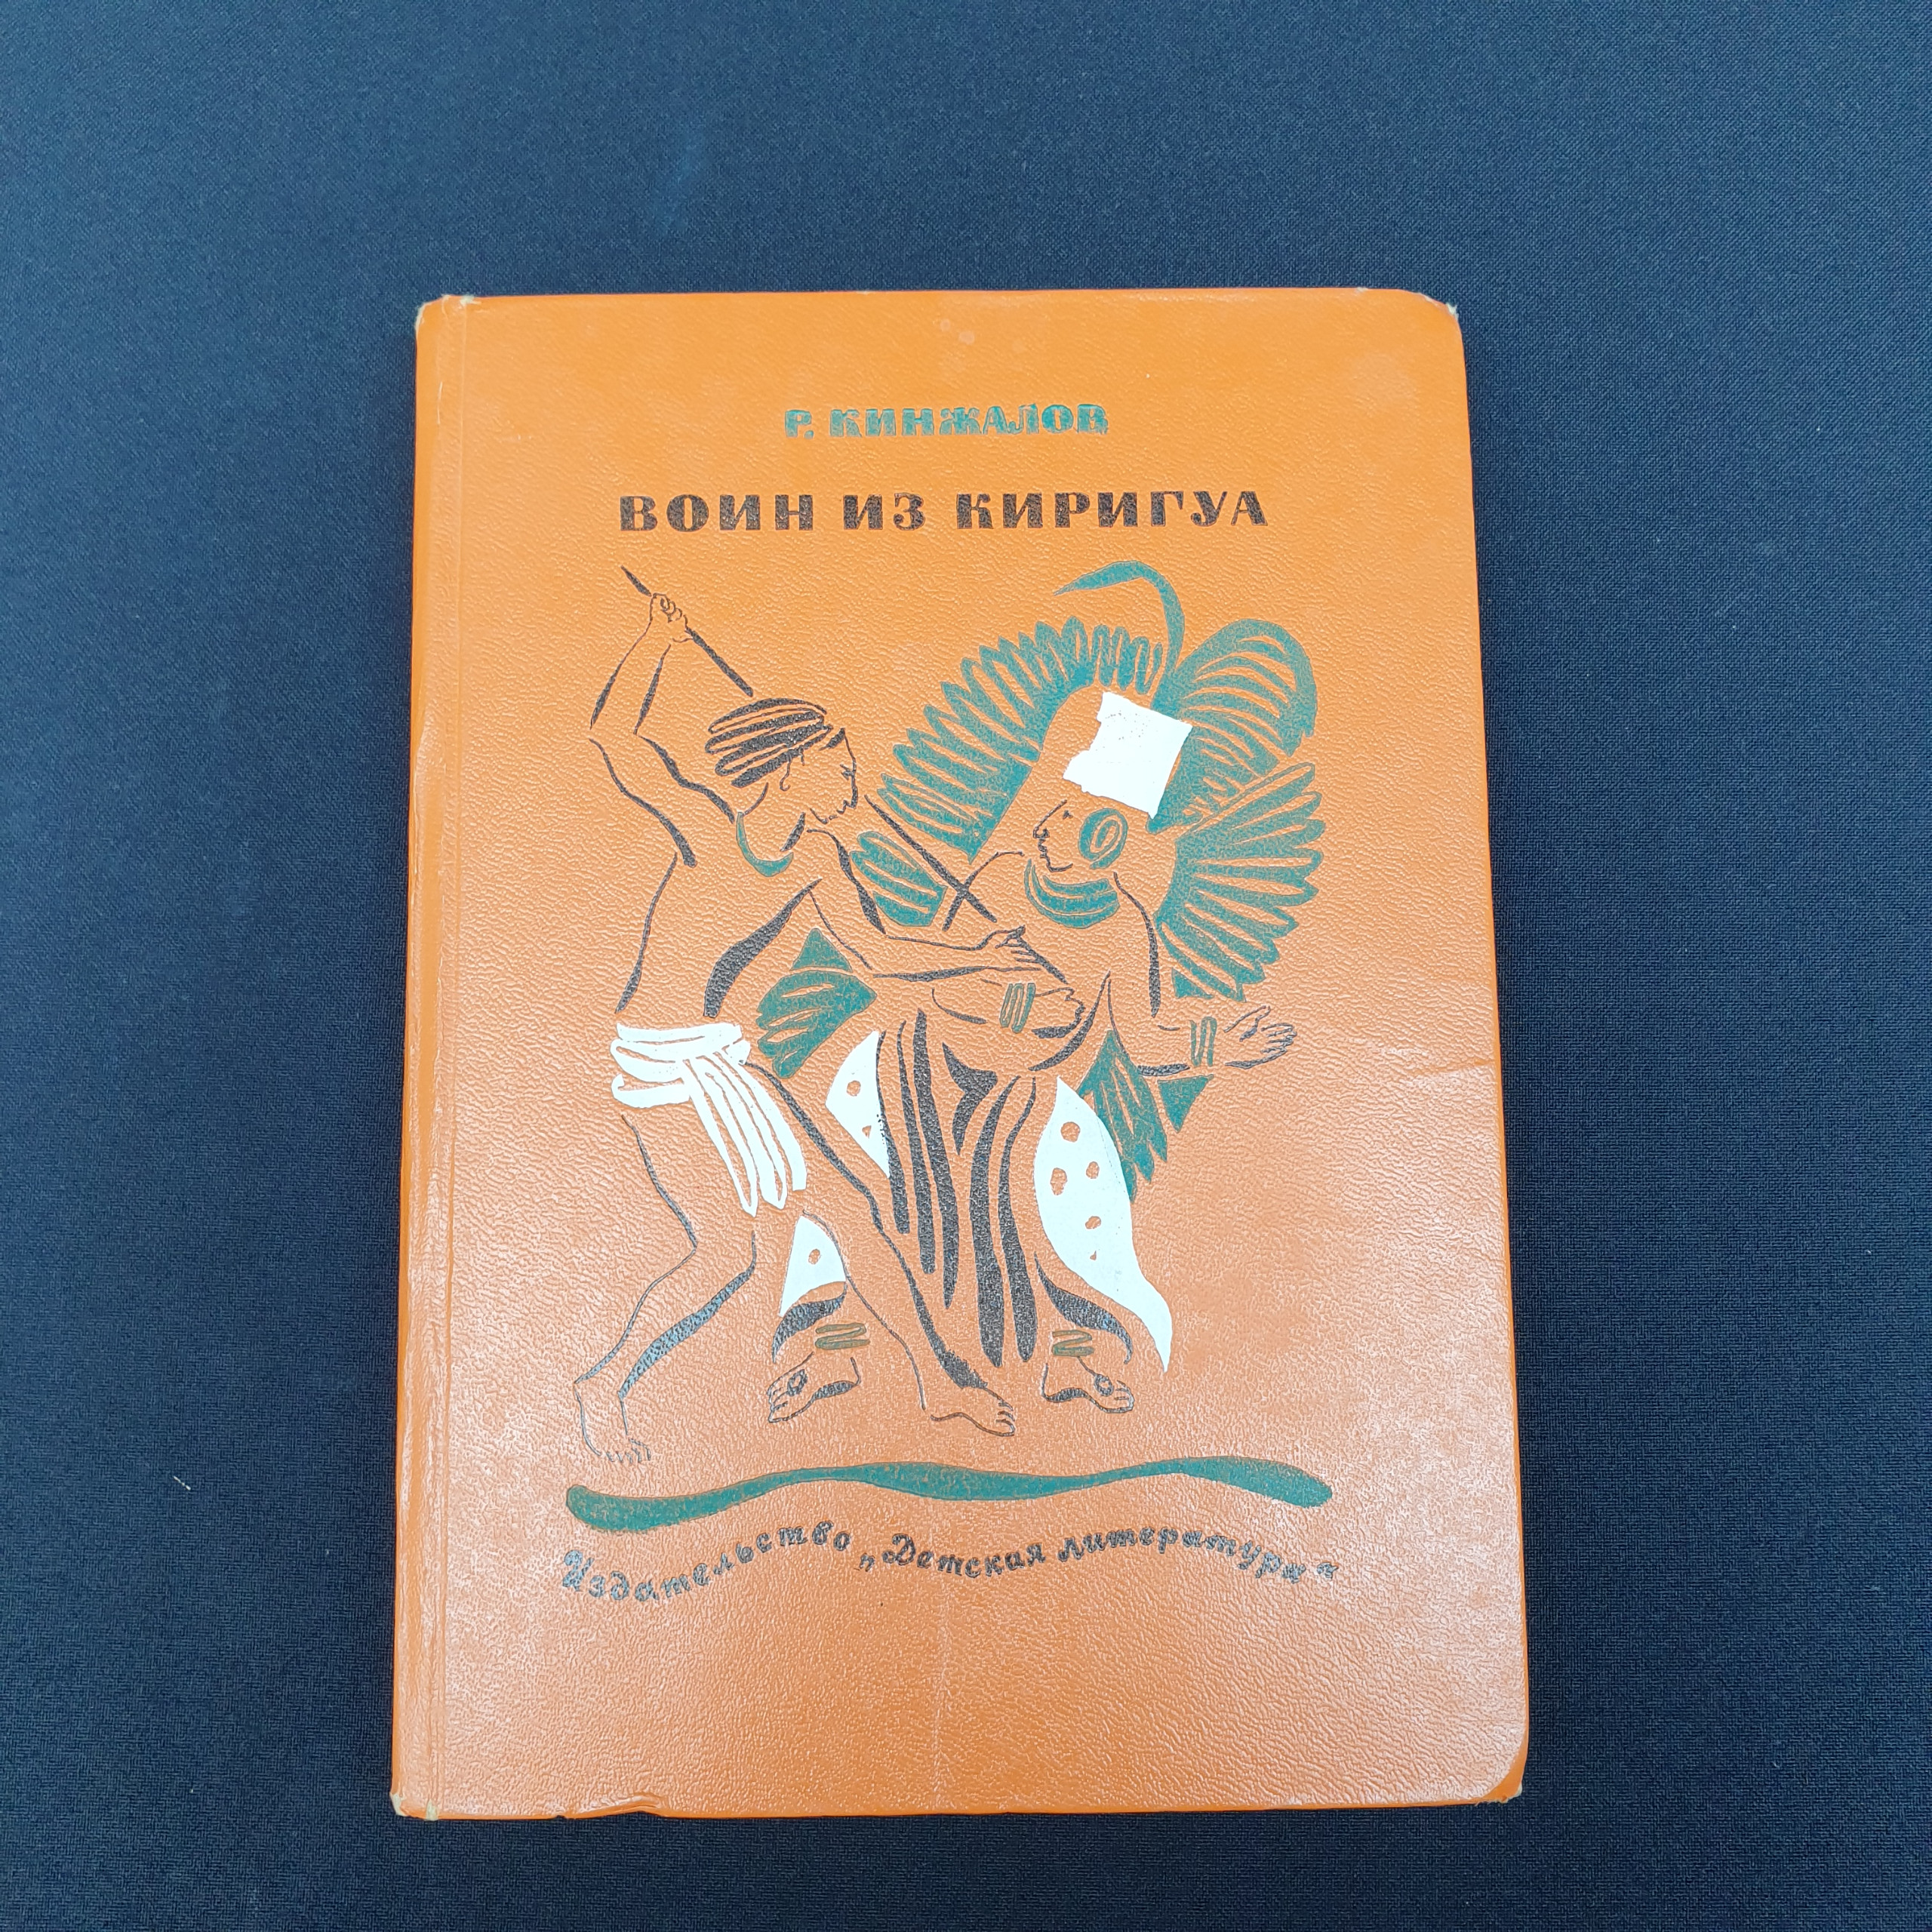 Р. КИНЖАЛОВ
ВОИН ИЗ КИРИГУА
Издательство „Детская литература“